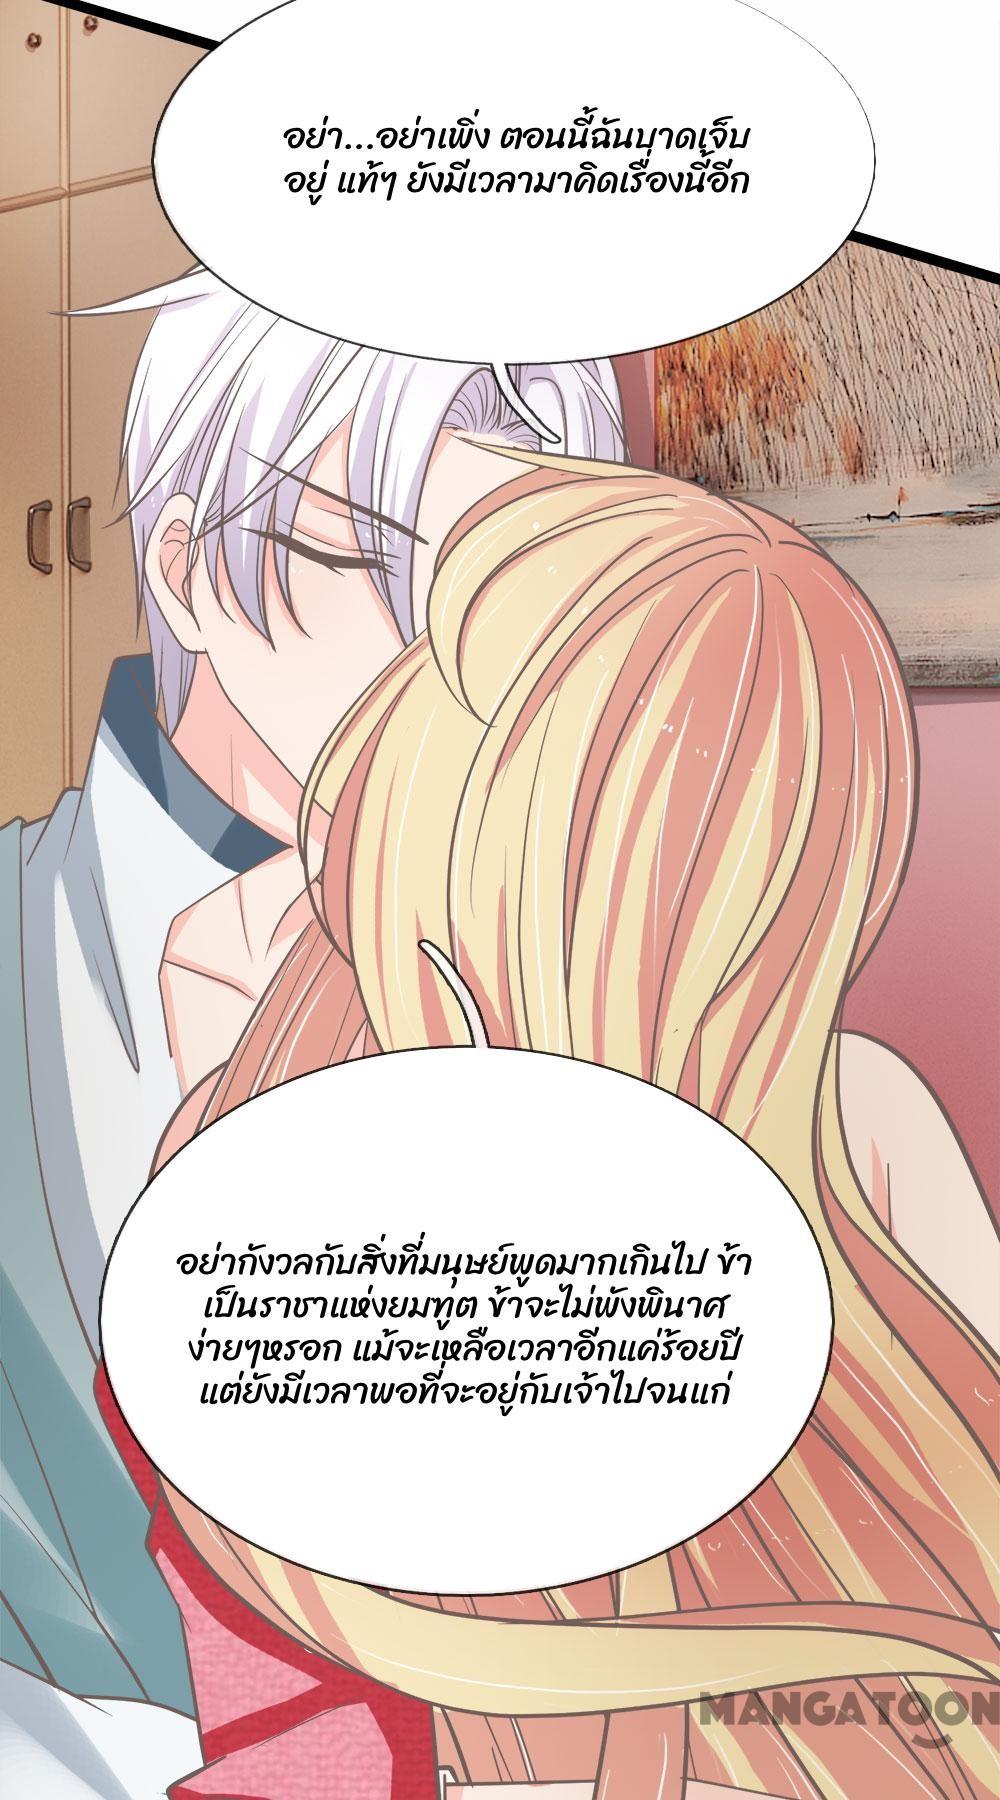 อย่า...อย่าเพิ่ง ตอนนี้ฉันบาดเจ็บ
อยู่ แท้ๆ ยังมีเวลามาคิดเรื่องนี้อีก
อย่ากังวลกับสิ่งที่มนุษย์พูดมากเกินไป ข้า
เป็นราชาแห่งยมฑูต ข้าจะไม่พังพินาศ
ง่ายๆหรอก แม้จะเหลือเวลาอีกแค่ร้อยปี
แต่ยังมีเวลาพอที่จะอยู่กับเจ้าไปจนแก่
MANGATOON